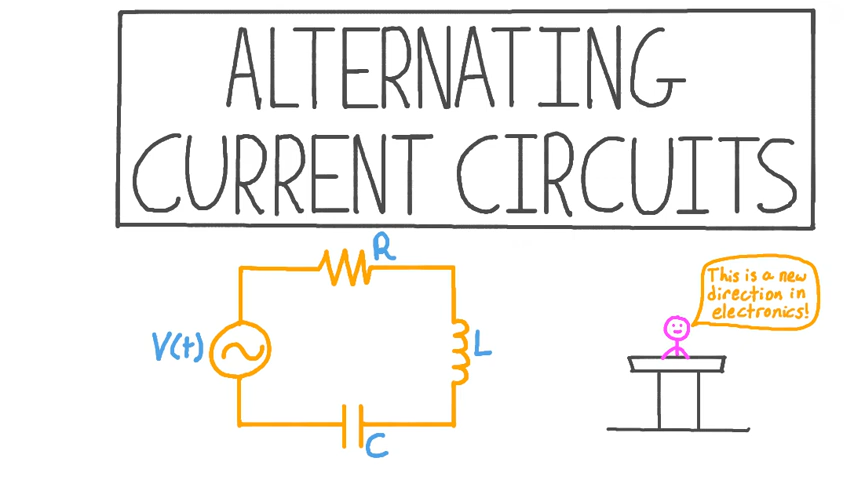 ALTERNATING
CURRENT CIRCUITS
R
V(t)
L
C
This is a new
direction in
electronics!